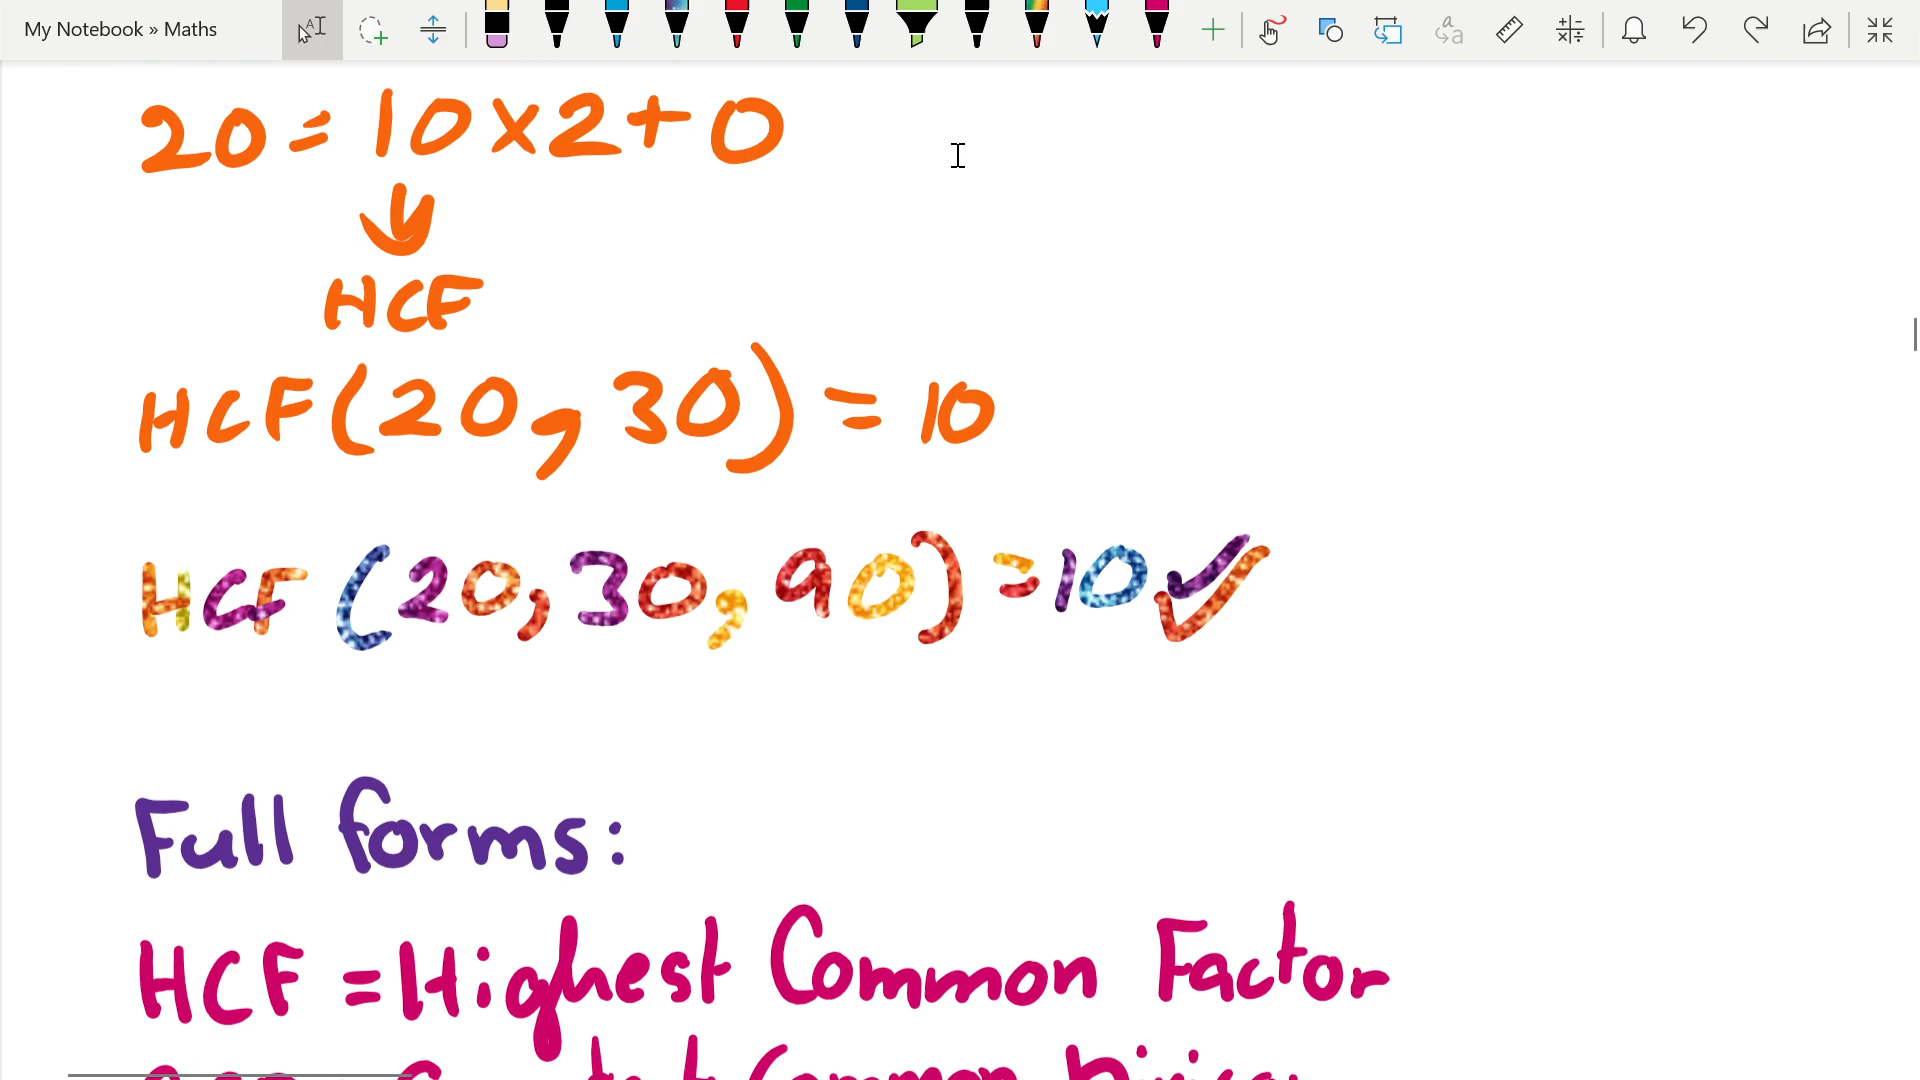 My Notebook » Maths
20 = 10 × 2 + 0
HCF
HCF (20, 30) = 10
HCF (20, 30, 90) = 10
Full forms:
HCF = Highest Common Factor
Common